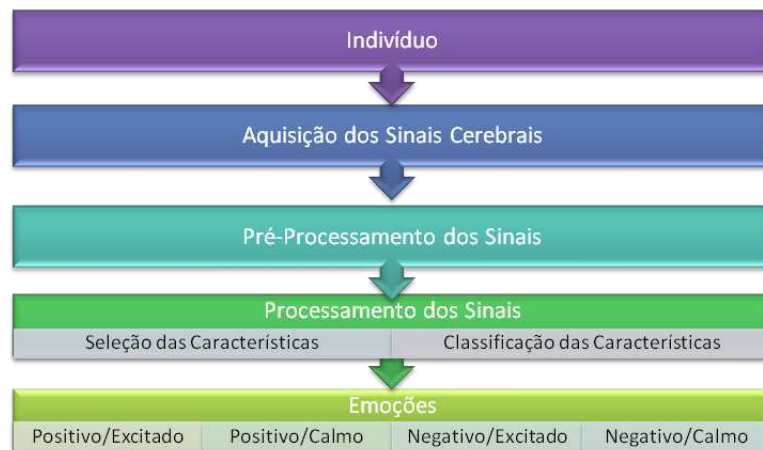 Indivíduo
Aquisição dos Sinais Cerebrais
Pré-Processamento dos Sinais
Processamento dos Sinais
Seleção das Características Classificação das Características
Emoções
Positivo/Excitado Positivo/Calmo Negativo/Excitado Negativo/Calmo